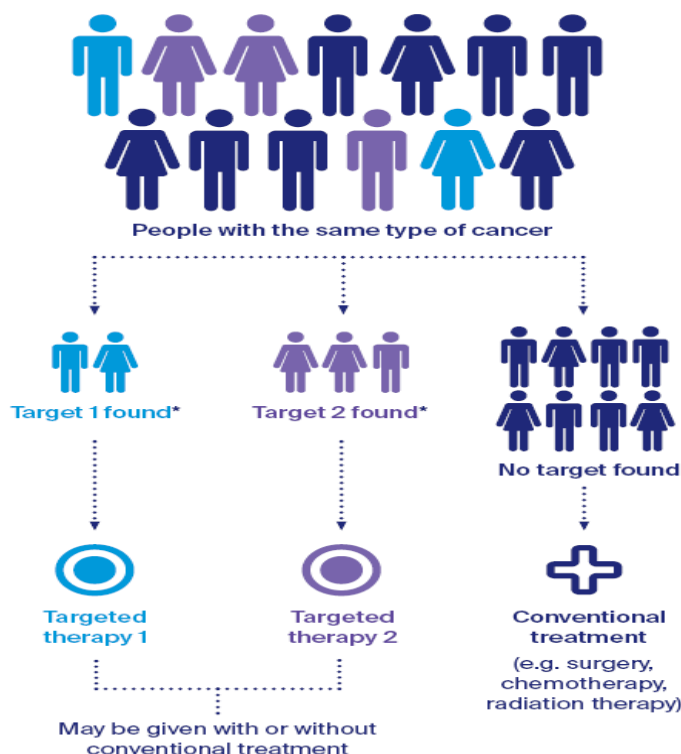 People with the same type of cancer
Target 1 found*
Target 2 found*
No target found
Targeted
therapy 1
Targeted
therapy 2
Conventional
treatment
(e.g. surgery,
chemotherapy,
radiation therapy)
May be given with or without
conventional treatment